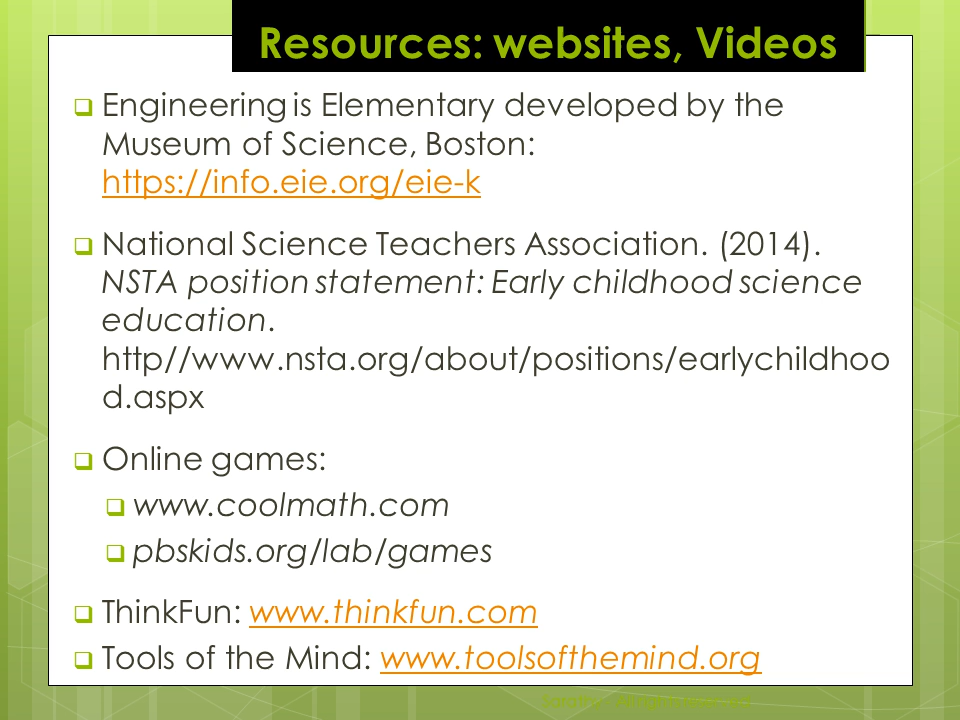 Resources: websites, Videos
Engineering is Elementary developed by the
Museum of Science, Boston:
https://info.eie.org/eie-k
National Science Teachers Association. (2014).
NSTA position statement: Early childhood science
education.
http//www.nsta.org/about/positions/earlychildhoo
d.aspx
Online games:
www.coolmath.com
pbskids.org/lab/games
ThinkFun: www.thinkfun.com
Tools of the Mind: www.toolsofthemind.org